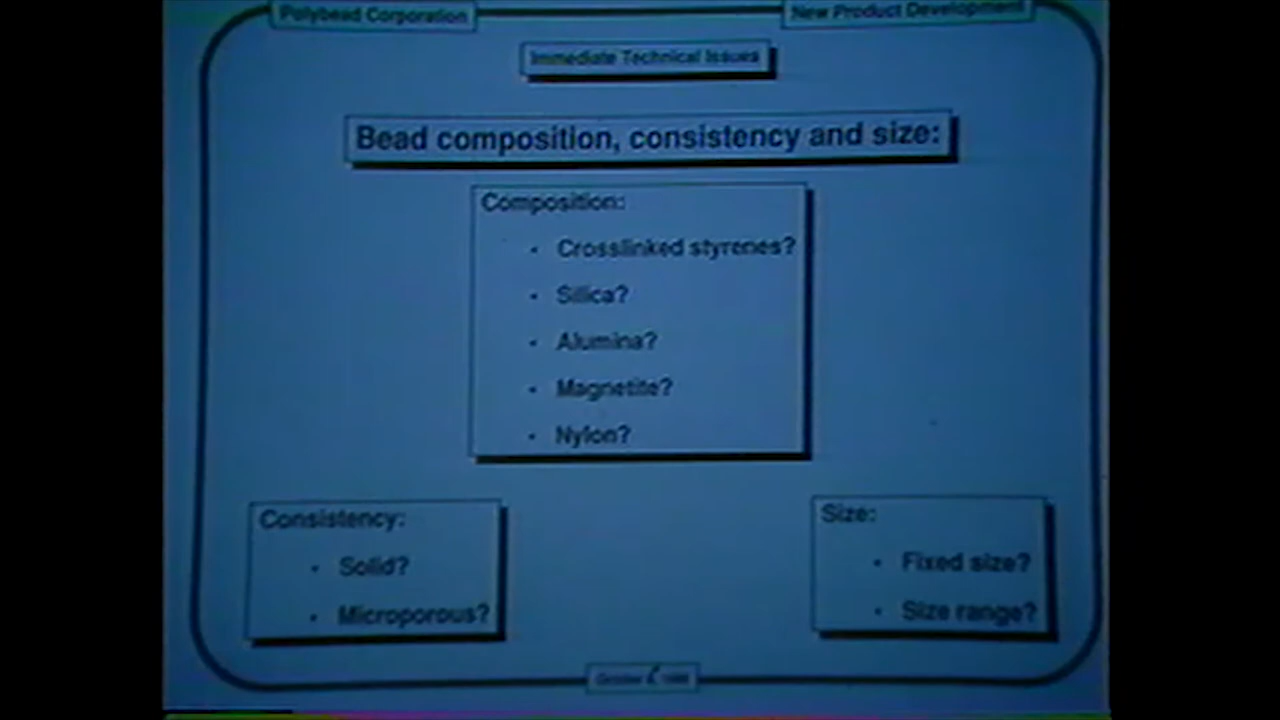 Polybead Corporation
New Product Development
Immediate Technical Issues
Bead composition, consistency and size:
Composition:
· Crosslinked styrenes?
· Silica?
· Alumina?
· Magnetite?
· Nylon?
Consistency:
· Solid?
· Microporous?
Size:
· Fixed size?
· Size range?